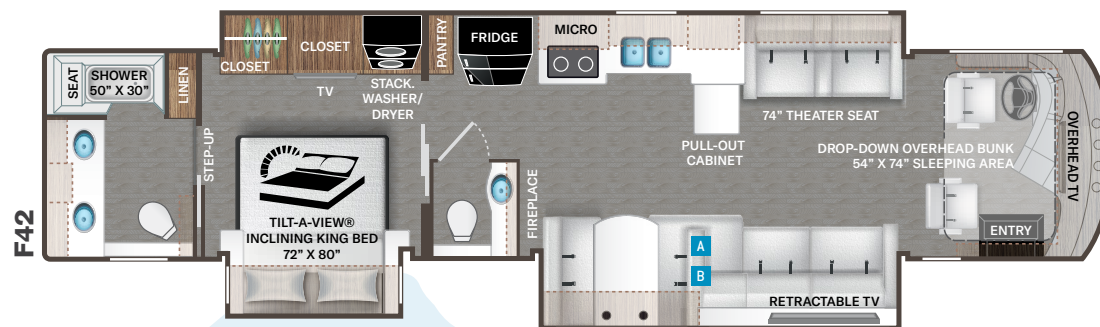 F42
SEAT
SHOWER
50" X 30"
LINEN
STEP-UP
CLOSET
CLOSET
TV
STACK.
WASHER/
DRYER
PANTRY
FRIDGE
MICRO
74" THEATER SEAT
PULL-OUT
CABINET
DROP-DOWN OVERHEAD BUNK
54" X 74" SLEEPING AREA
OVERHEAD TV
ENTRY
TILT-A-VIEW®
INCLINING KING BED
72" X 80"
FIREPLACE
A
B
RETRACTABLE TV